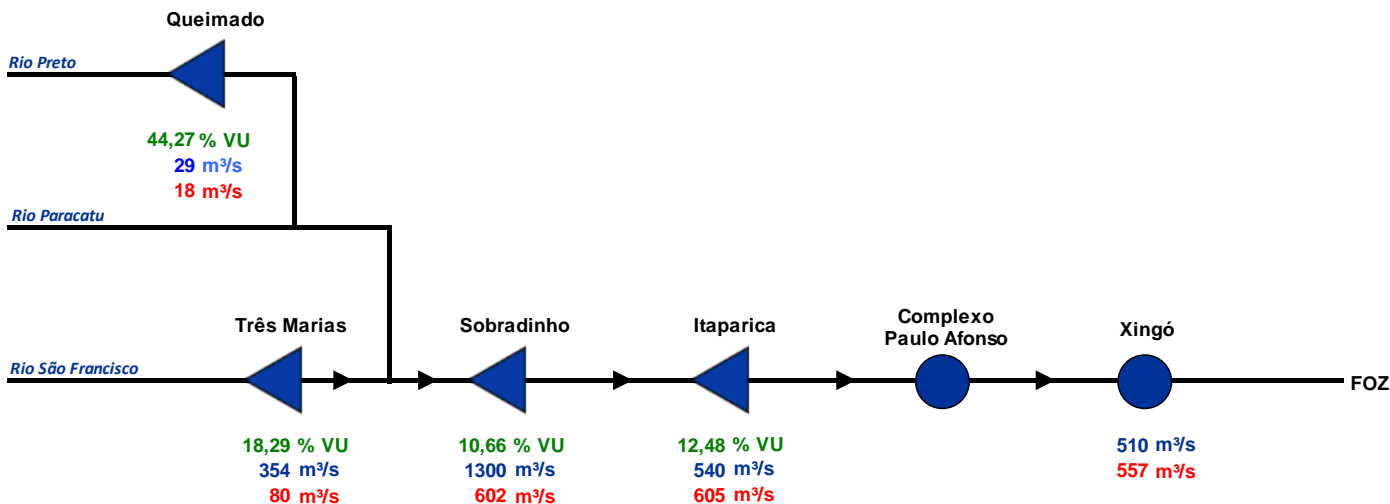 Queimado
Rio Preto
44,27 % VU
29 m³/s
18 m³/s
Rio Paracatu
Três Marias
Sobradinho
Itaparica
Complexo
Paulo Afonso
Xingó
Rio São Francisco
FOZ
18,29 % VU
354 m³/s
80 m³/s
10,66 % VU
1300 m³/s
602 m³/s
12,48 % VU
540 m³/s
605 m³/s
510 m³/s
557 m³/s